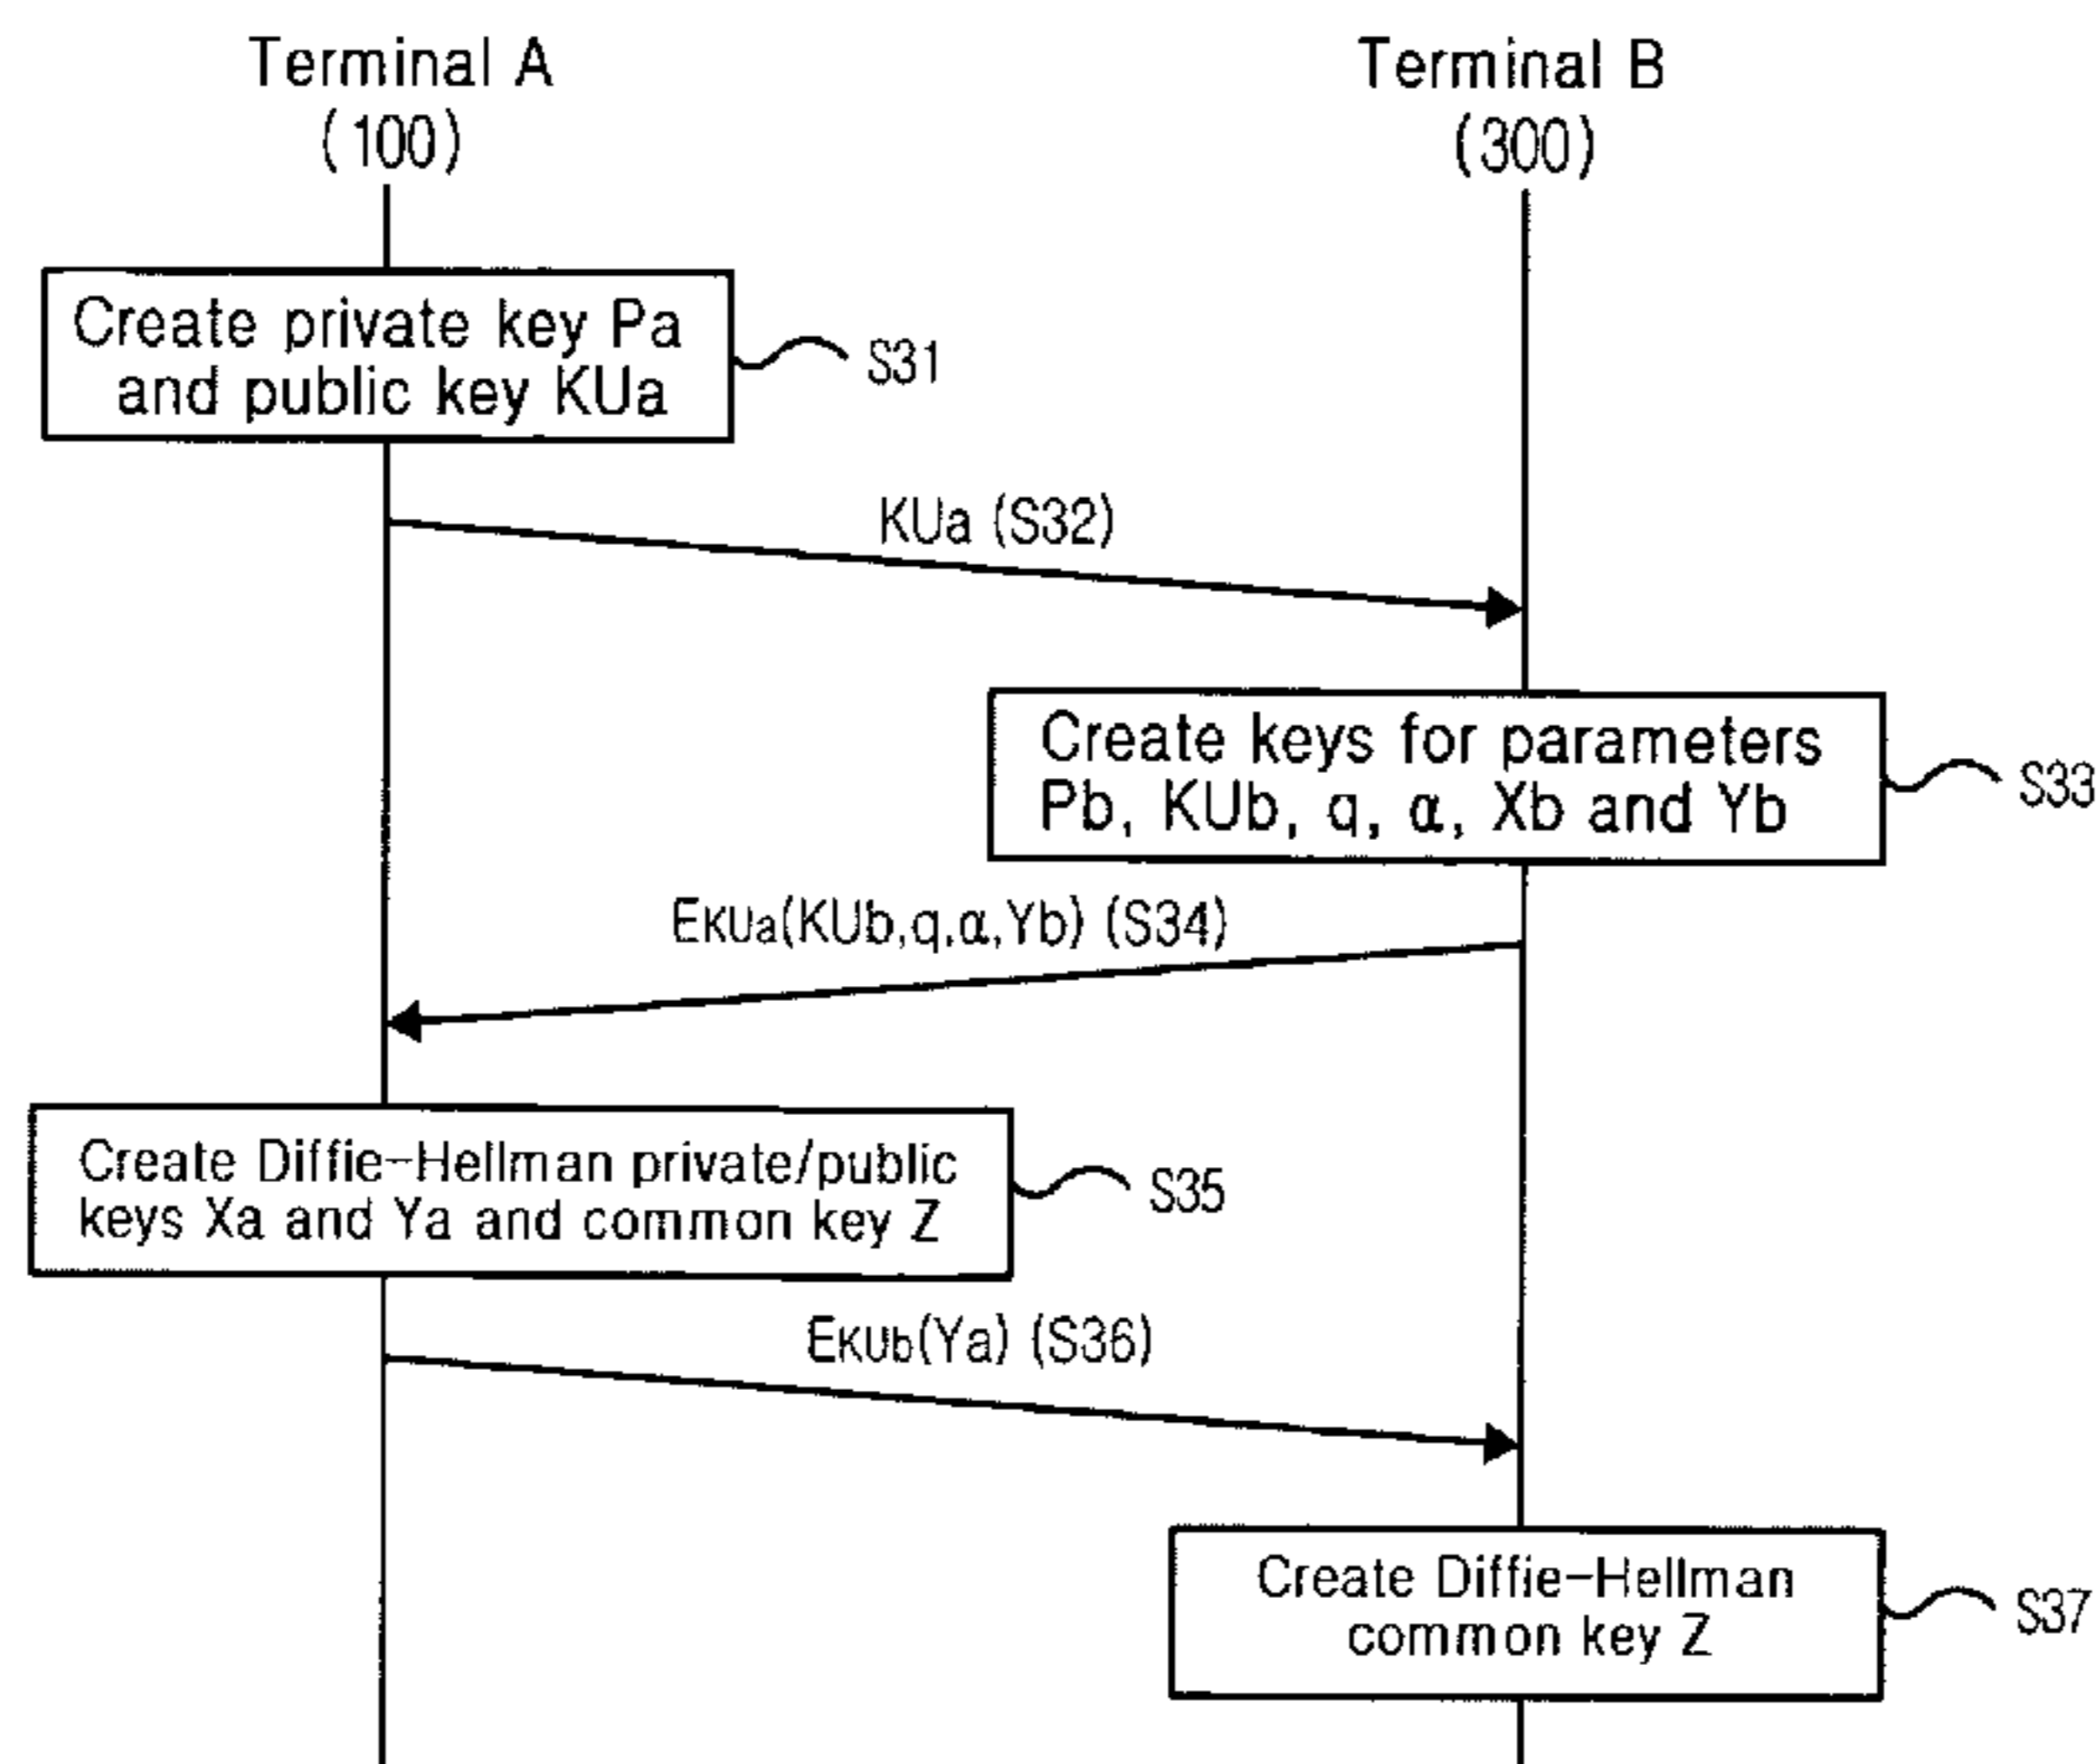 Terminal A
(100)
Terminal B
(300)
Create private key Pa
and public key KUa
S31
KUa (S32)
Create keys for parameters
Pb, KUb, q, α, Xb and Yb
S33
EKUa(KUb,q,α,Yb) (S34)
Create Diffie-Hellman private/public
keys Xa and Ya and common key Z
S35
EKUb(Ya) (S36)
Create Diffie-Hellman
common key Z
S37